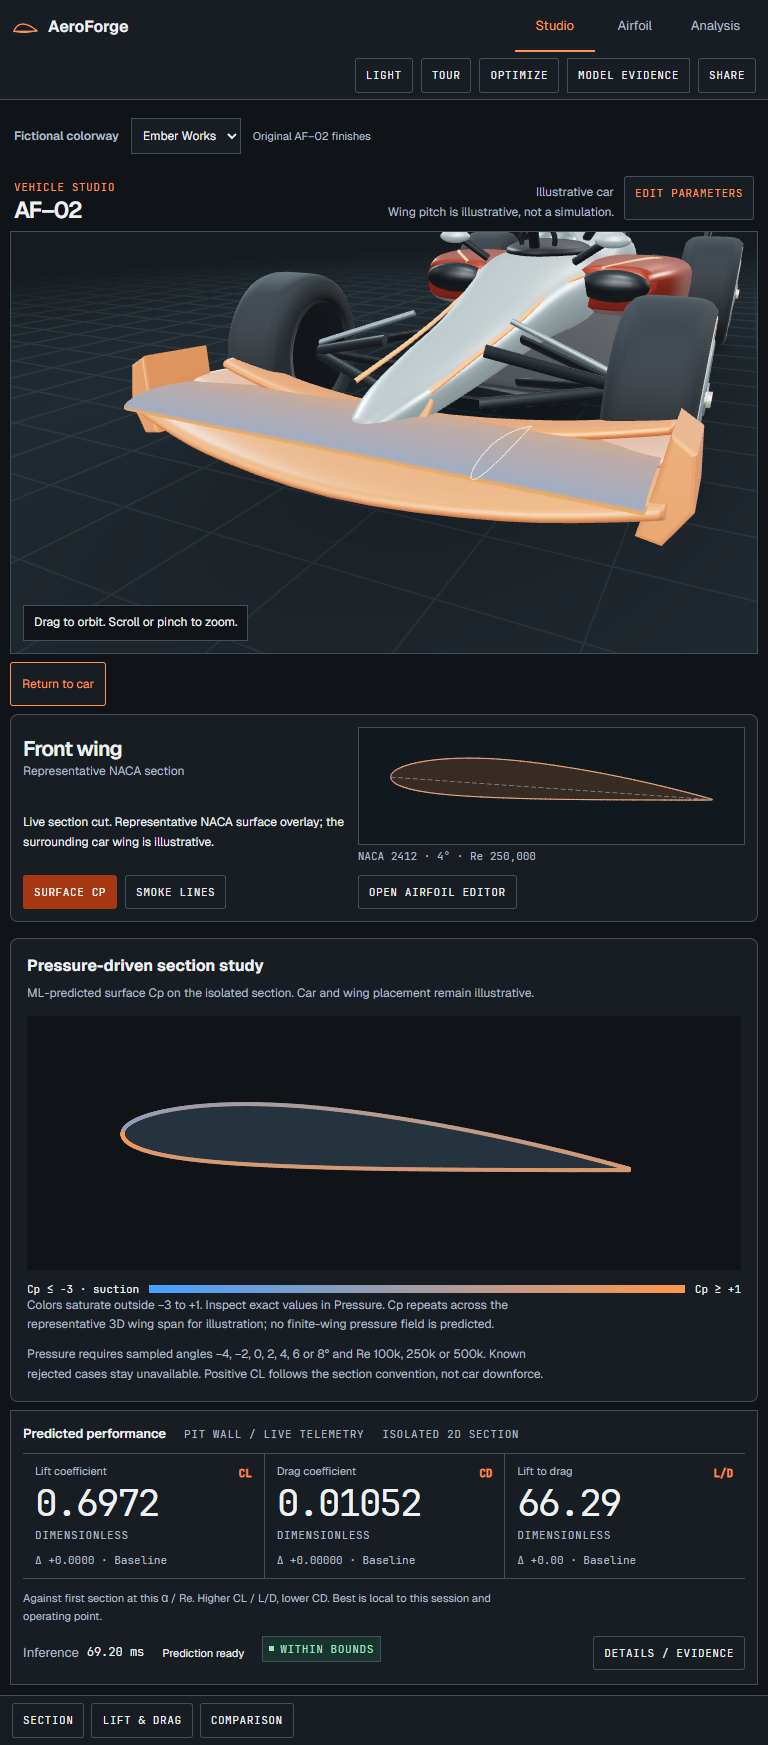 AeroForge
Studio
Airfoil
Analysis
LIGHT
TOUR
OPTIMIZE
MODEL EVIDENCE
SHARE
Fictional colorway
Ember Works
Original AF–02 finishes
VEHICLE STUDIO
AF–02
Illustrative car
Wing pitch is illustrative, not a simulation.
EDIT PARAMETERS
Drag to orbit. Scroll or pinch to zoom.
Return to car
Front wing
Representative NACA section
Live section cut. Representative NACA surface overlay; the
surrounding car wing is illustrative.
NACA 2412 · 4° · Re 250,000
SURFACE CP
SMOKE LINES
OPEN AIRFOIL EDITOR
Pressure-driven section study
ML-predicted surface Cp on the isolated section. Car and wing placement remain illustrative.
Cp ≤ -3 · suction
Cp ≥ +1
Colors saturate outside −3 to +1. Inspect exact values in Pressure. Cp repeats across the
representative 3D wing span for illustration; no finite-wing pressure field is predicted.
Pressure requires sampled angles −4, −2, 0, 2, 4, 6 or 8° and Re 100k, 250k or 500k. Known
rejected cases stay unavailable. Positive CL follows the section convention, not car downforce.
Predicted performance
PIT WALL / LIVE TELEMETRY
ISOLATED 2D SECTION
Lift coefficient
CL
0.6972
DIMENSIONLESS
Δ +0.0000 · Baseline
Drag coefficient
CD
0.01052
DIMENSIONLESS
Δ +0.00000 · Baseline
Lift to drag
L/D
66.29
DIMENSIONLESS
Δ +0.00 · Baseline
Against first section at this α / Re. Higher CL / L/D, lower CD. Best is local to this session and
operating point.
Inference 69.20 ms
Prediction ready
WITHIN BOUNDS
DETAILS / EVIDENCE
SECTION
LIFT & DRAG
COMPARISON